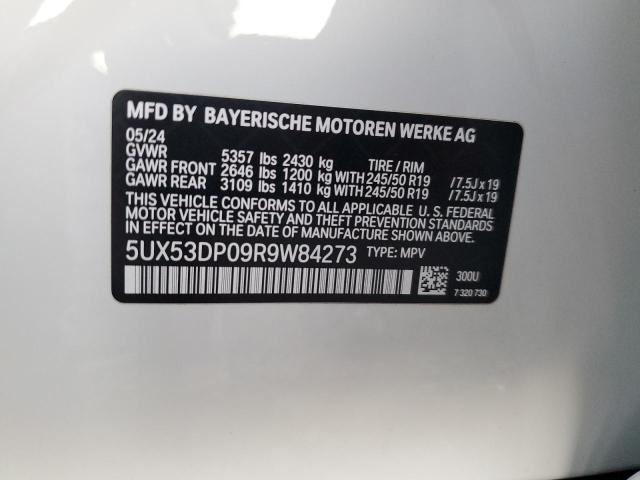 MFD BY BAYERISCHE MOTOREN WERKE AG
05/24
GVWR 5357 lbs 2430 kg TIRE / RIM
GAWR FRONT 2646 lbs 1200 kg WITH 245/50 R19 /7.5J x 19
GAWR REAR 3109 lbs 1410 kg WITH 245/50 R19 /7.5J x 19
THIS VEHICLE CONFORMS TO ALL APPLICABLE U. S. FEDERAL
MOTOR VEHICLE SAFETY AND THEFT PREVENTION STANDARDS
IN EFFECT ON THE DATE OF MANUFACTURE SHOWN ABOVE.
5UX53DP09R9W84273 TYPE: MPV
300U
7 320 730